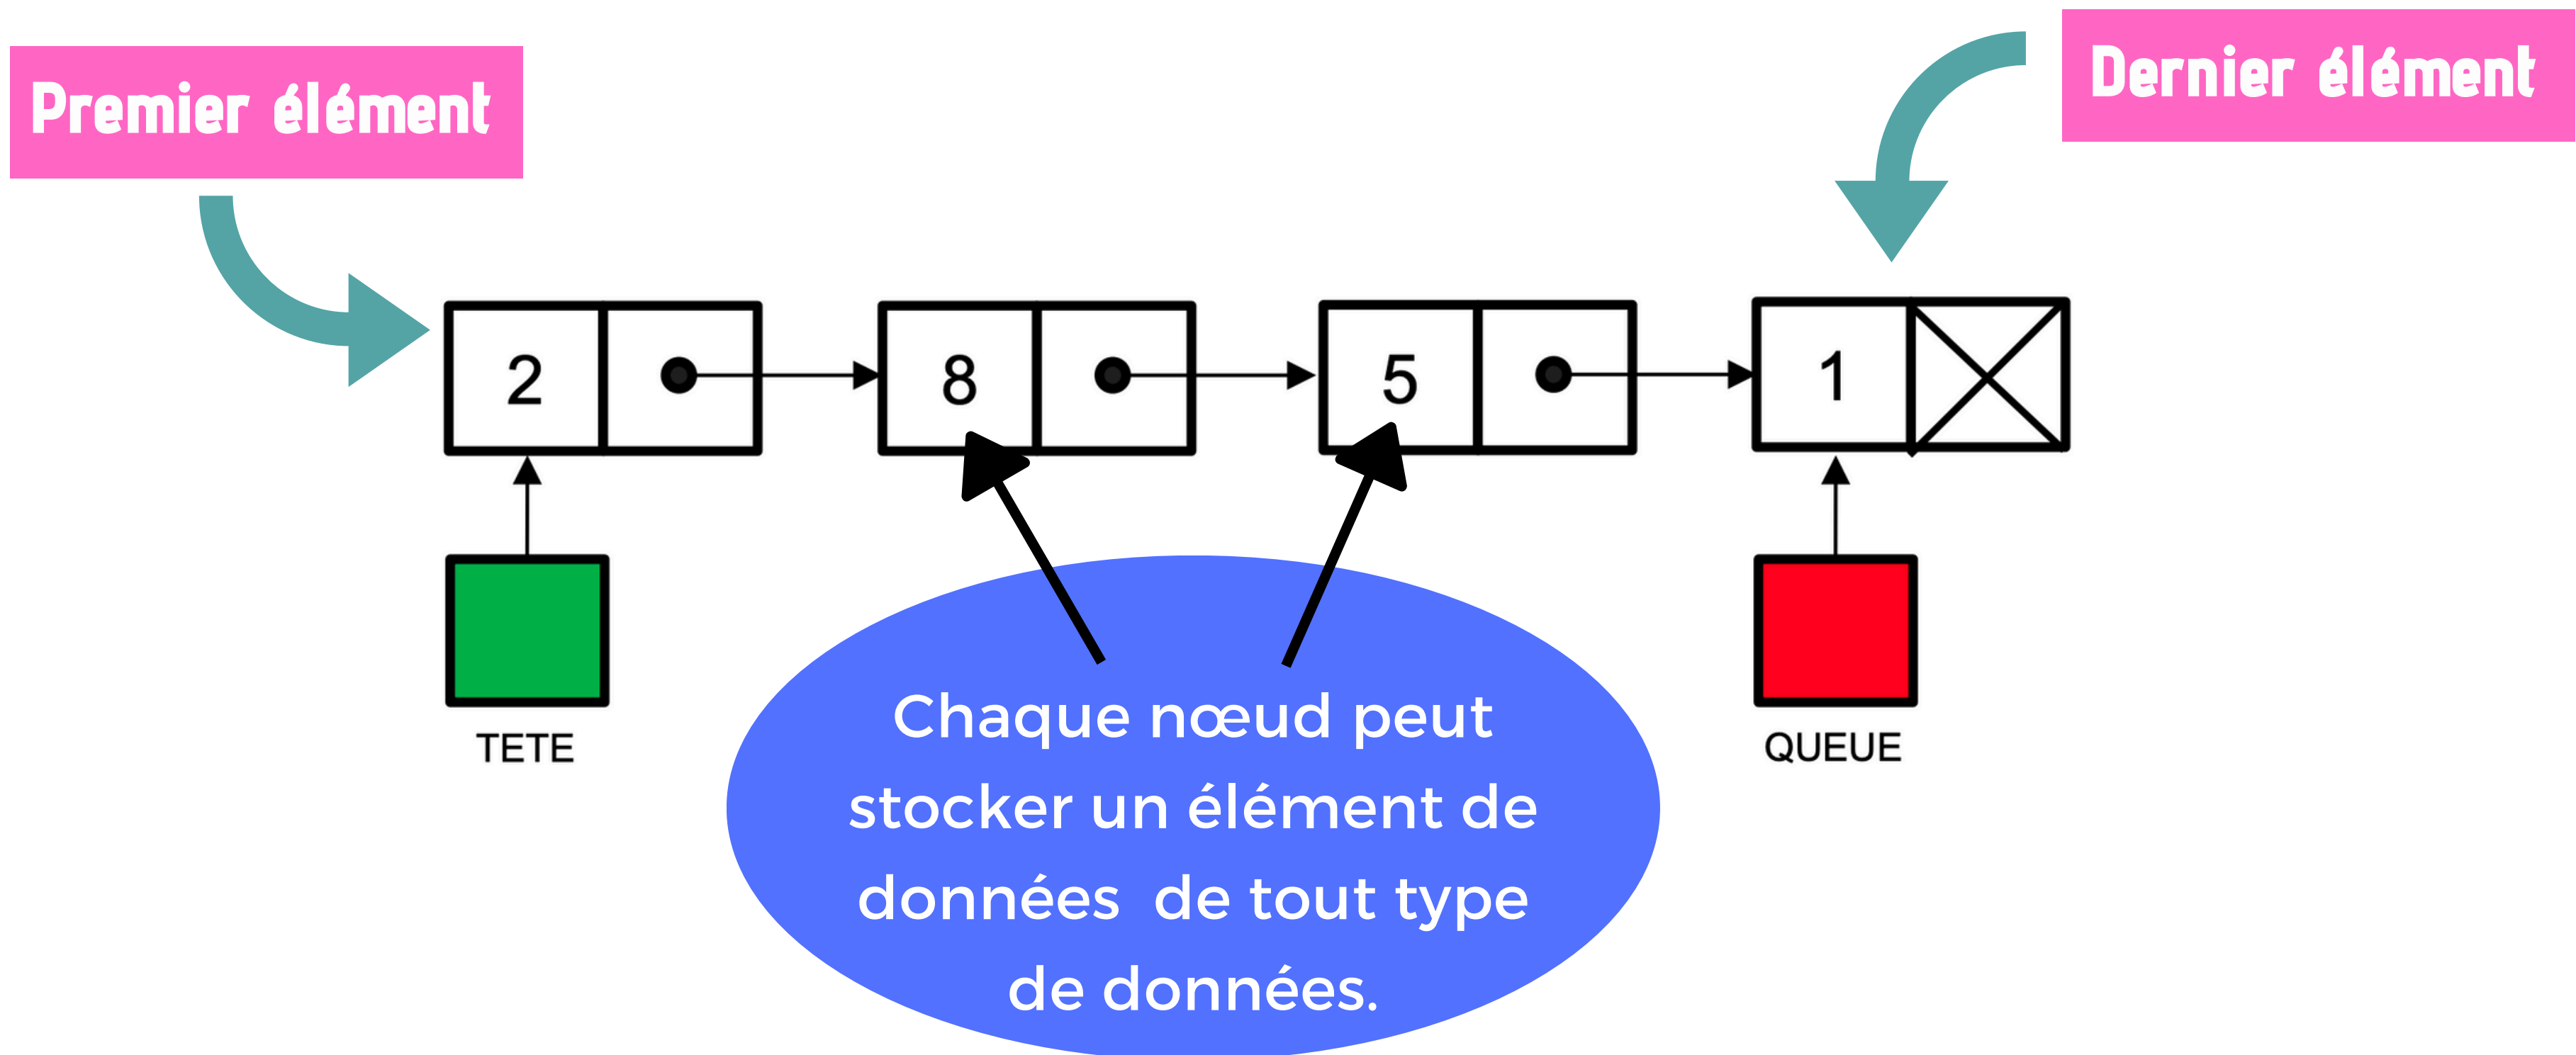 Premier élément
Dernier élément
2
8
5
1
TETE
QUEUE
Chaque nœud peut
stocker un élément de
données de tout type
de données.